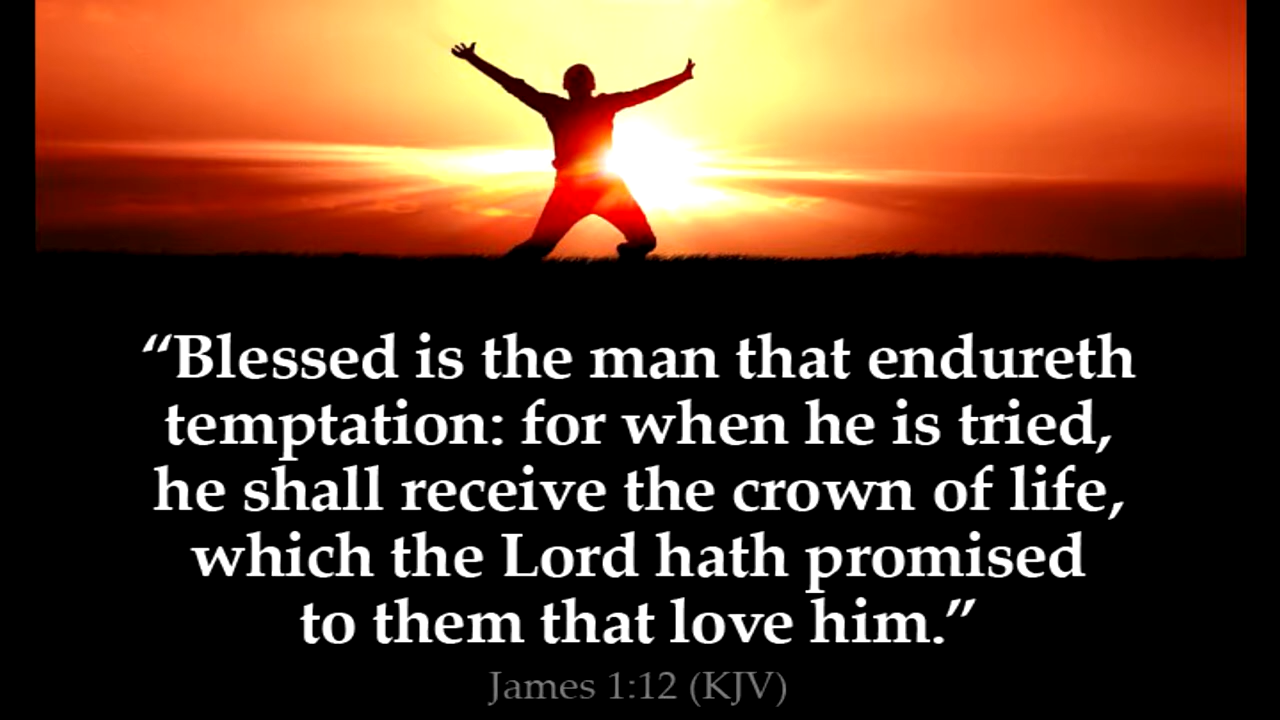 “Blessed is the man that endureth
temptation: for when he is tried,
he shall receive the crown of life,
which the Lord hath promised
to them that love him.”
James 1:12 (KJV)